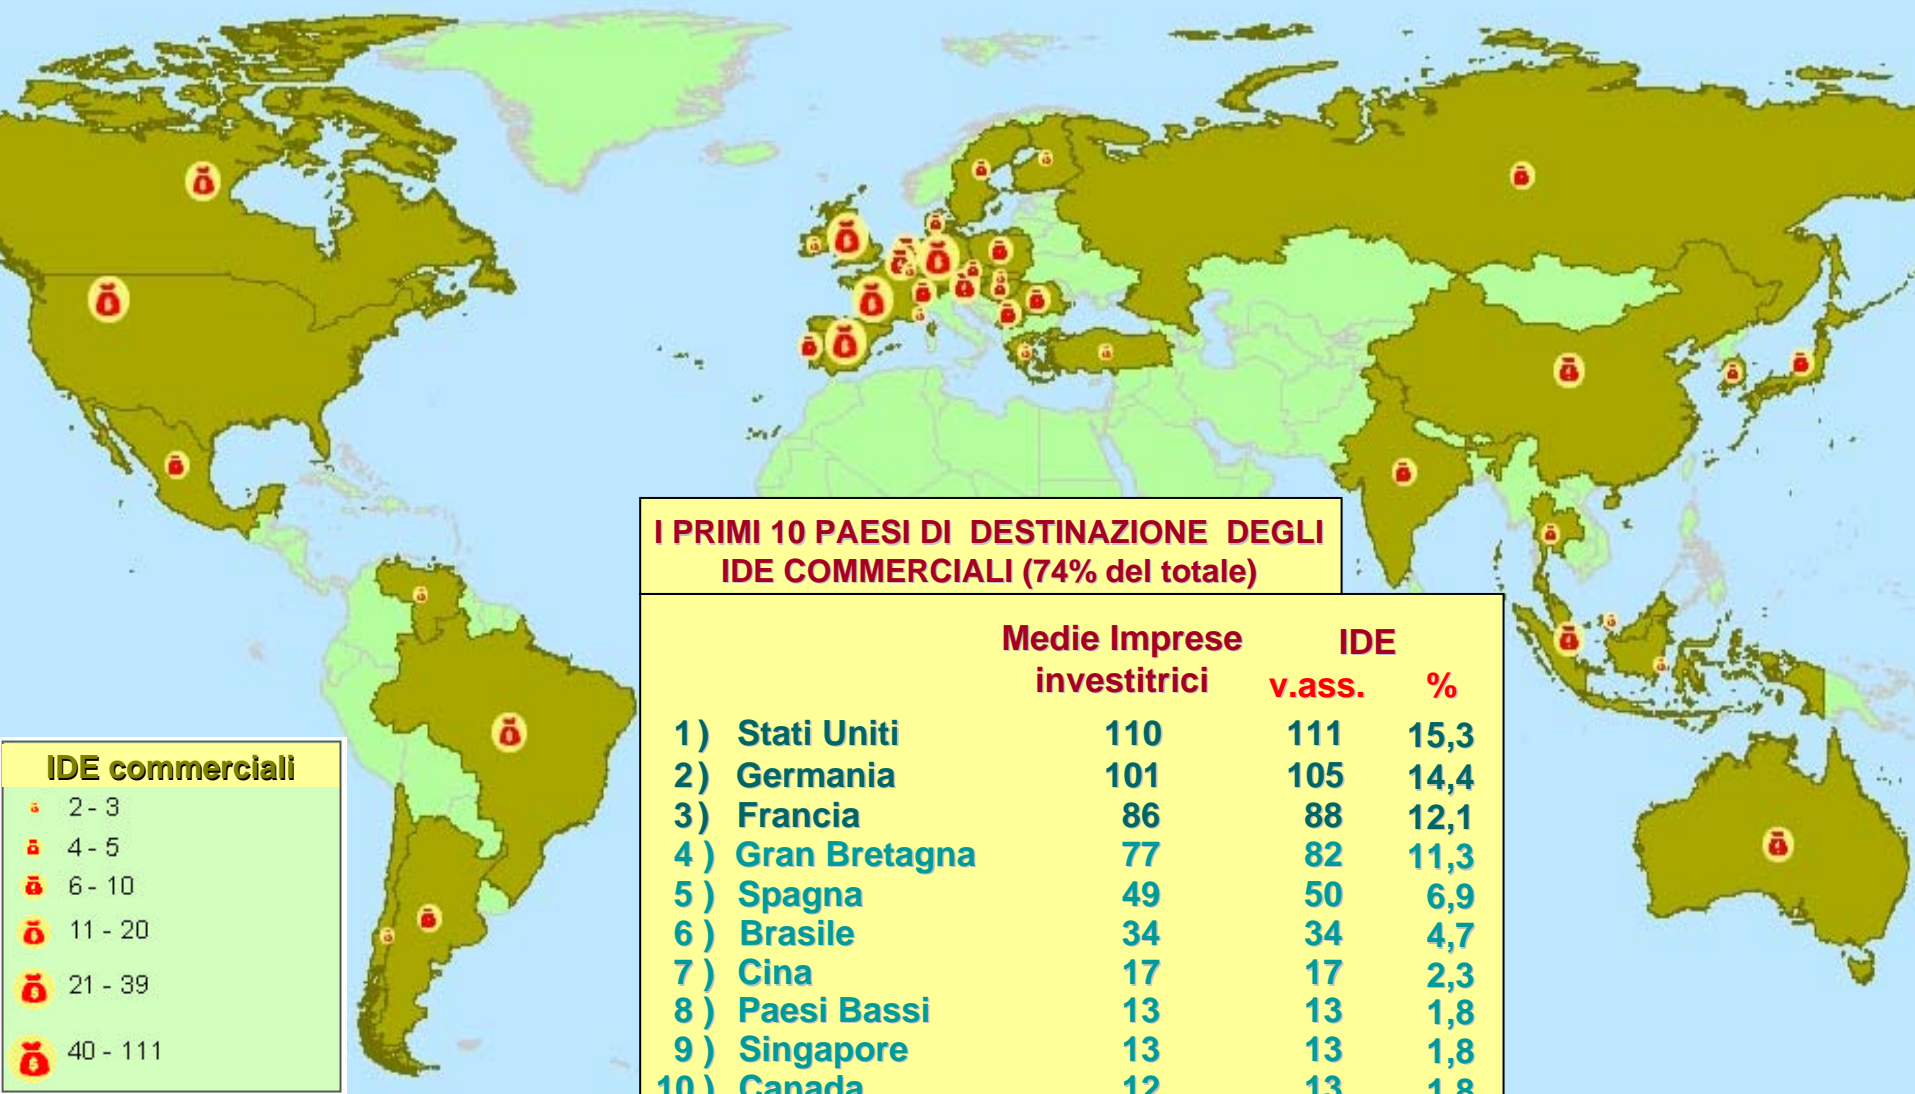 I PRIMI 10 PAESI DI DESTINAZIONE DEGLI
IDE COMMERCIALI (74% del totale)
Medie Imprese investitrici IDE
v.ass. %
1) Stati Uniti 110 111 15,3
2) Germania 101 105 14,4
3) Francia 86 88 12,1
4) Gran Bretagna 77 82 11,3
5) Spagna 49 50 6,9
6) Brasile 34 34 4,7
7) Cina 17 17 2,3
8) Paesi Bassi 13 13 1,8
9) Singapore 13 13 1,8
10) Canada 12 13 1,8
IDE commerciali
2 - 3
4 - 5
6 - 10
11 - 20
21 - 39
40 - 111